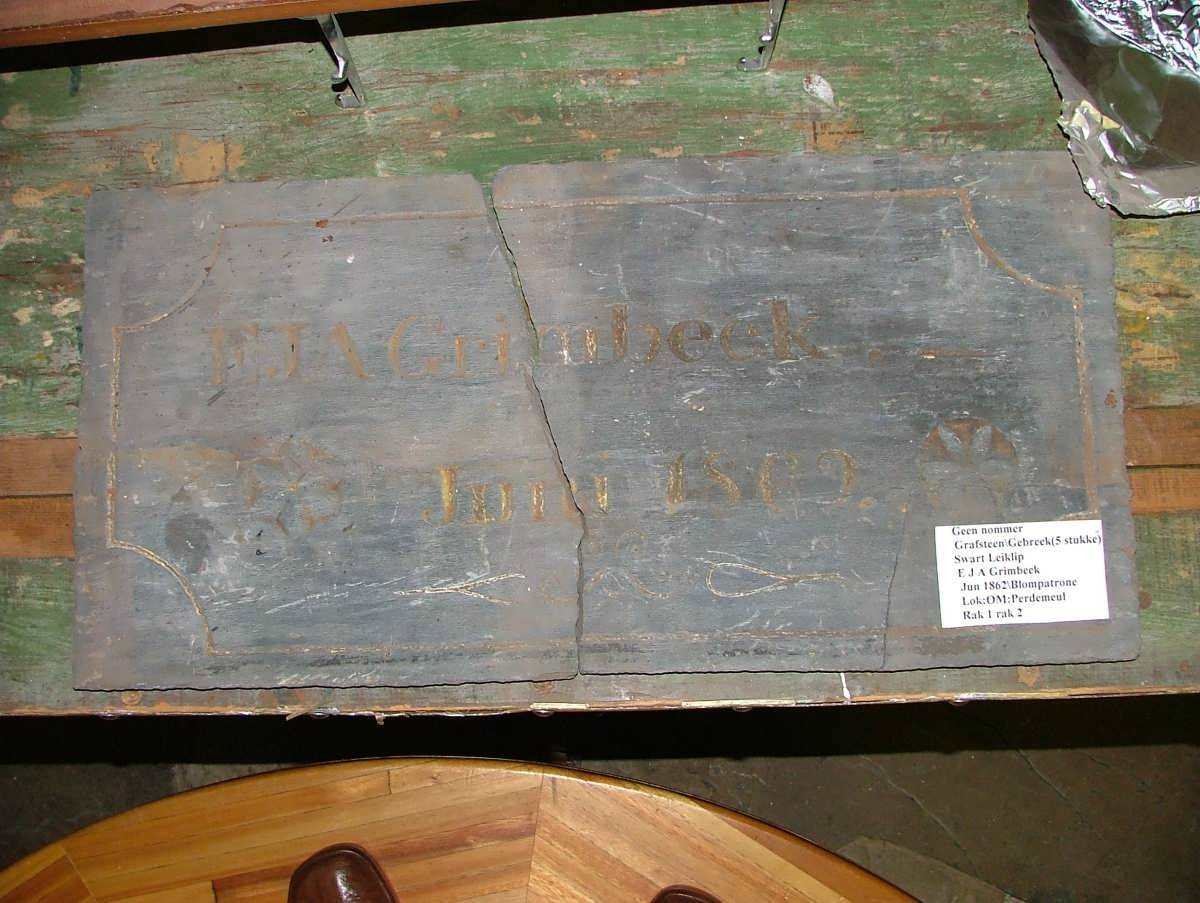 E J A Grimbeek
Juni 1862.
Geen nommer
Grafsteen\Gebreek(5 stukke)
Swart Leiklip
E J A Grimbeek
Jun 1862\Blompatrone
Lok:OM:Perdemeul
Rak 1 rak 2